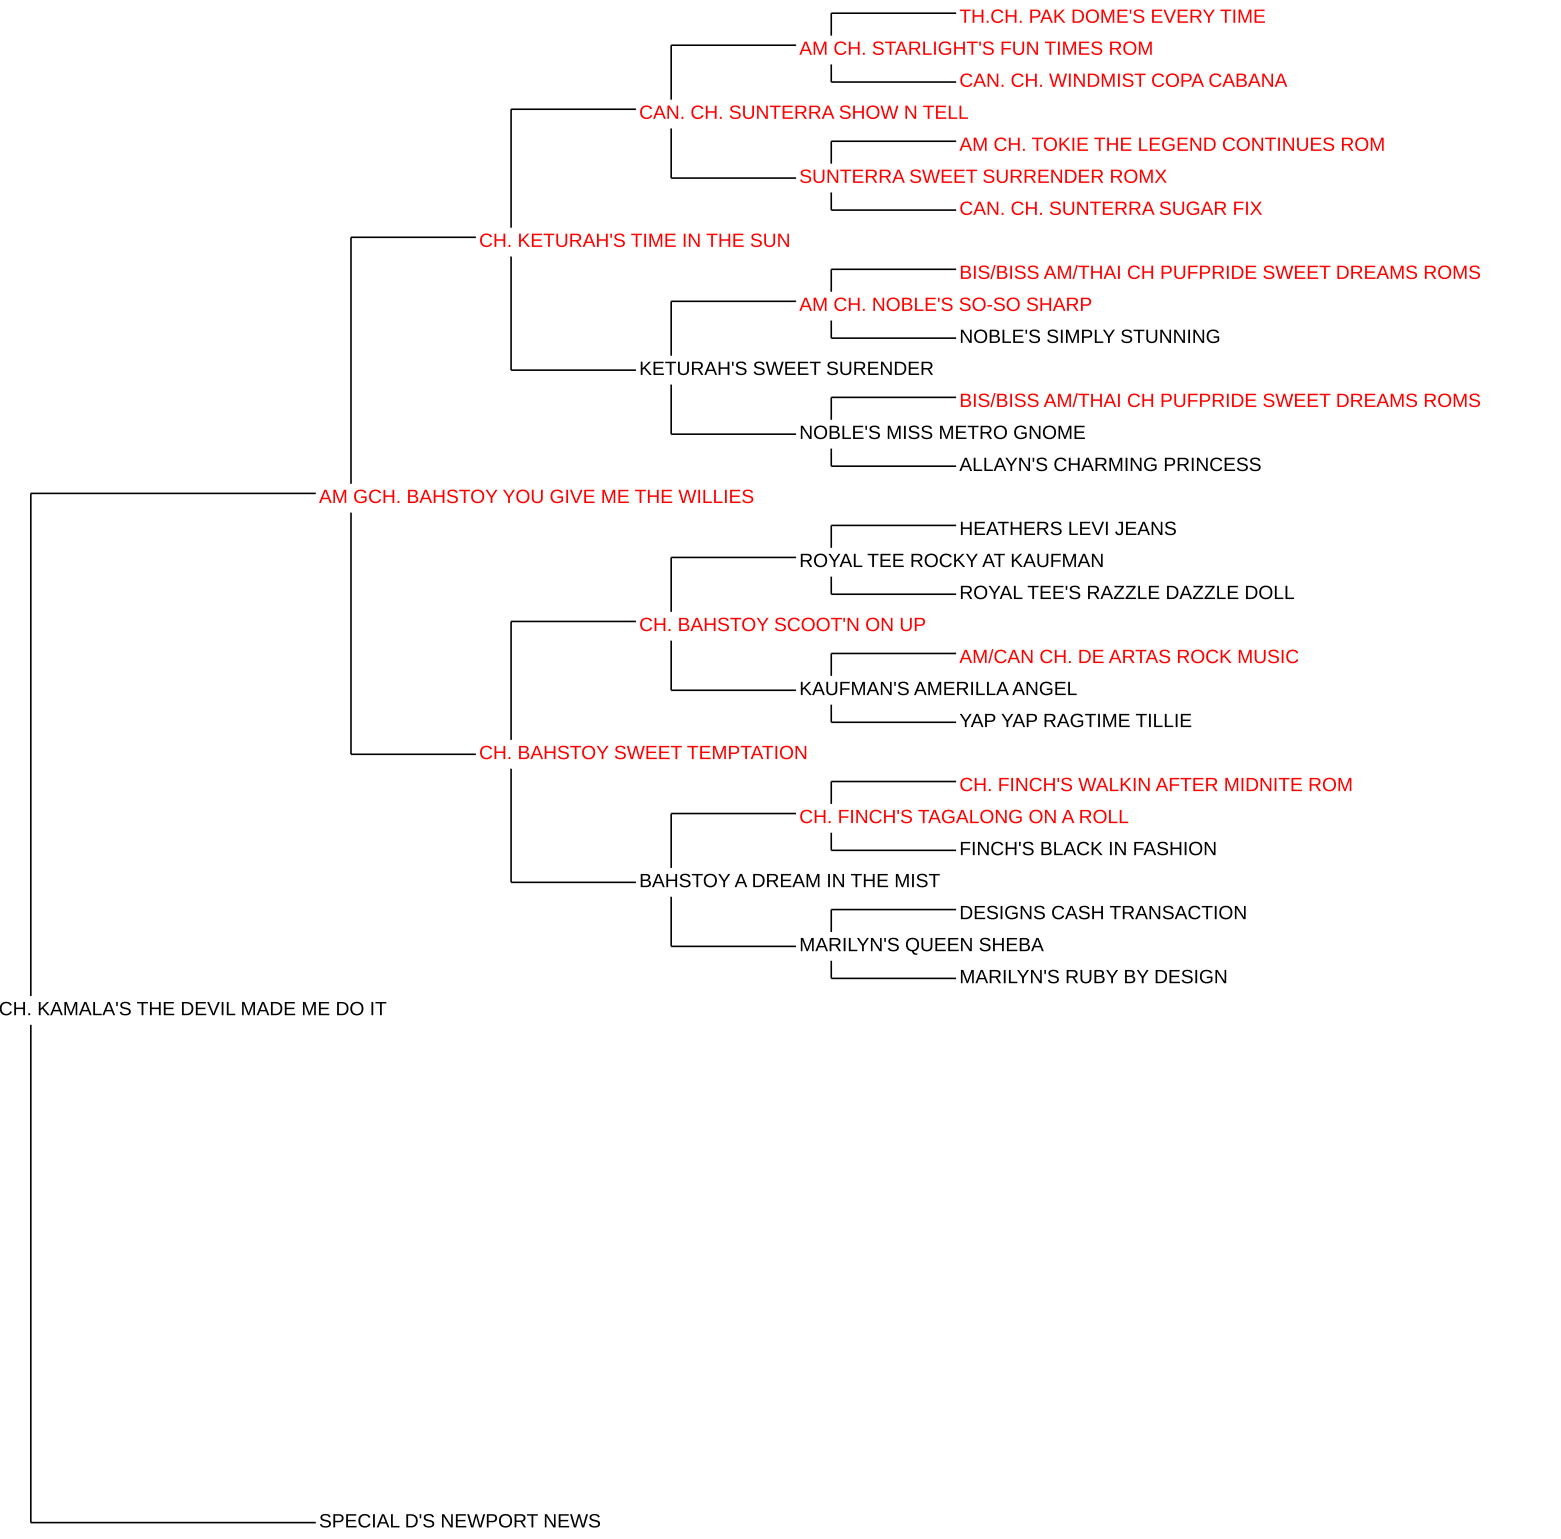 TH.CH. PAK DOME'S EVERY TIME
AM CH. STARLIGHT'S FUN TIMES ROM
CAN. CH. WINDMIST COPA CABANA
CAN. CH. SUNTERRA SHOW N TELL
AM CH. TOKIE THE LEGEND CONTINUES ROM
SUNTERRA SWEET SURRENDER ROMX
CAN. CH. SUNTERRA SUGAR FIX
CH. KETURAH'S TIME IN THE SUN
BIS/BISS AM/THAI CH PUFPRIDE SWEET DREAMS ROMS
AM CH. NOBLE'S SO-SO SHARP
NOBLE'S SIMPLY STUNNING
KETURAH'S SWEET SURENDER
BIS/BISS AM/THAI CH PUFPRIDE SWEET DREAMS ROMS
NOBLE'S MISS METRO GNOME
ALLAYN'S CHARMING PRINCESS
AM GCH. BAHSTOY YOU GIVE ME THE WILLIES
HEATHERS LEVI JEANS
ROYAL TEE ROCKY AT KAUFMAN
ROYAL TEE'S RAZZLE DAZZLE DOLL
CH. BAHSTOY SCOOT'N ON UP
AM/CAN CH. DE ARTAS ROCK MUSIC
KAUFMAN'S AMERILLA ANGEL
YAP YAP RAGTIME TILLIE
CH. BAHSTOY SWEET TEMPTATION
CH. FINCH'S WALKIN AFTER MIDNITE ROM
CH. FINCH'S TAGALONG ON A ROLL
FINCH'S BLACK IN FASHION
BAHSTOY A DREAM IN THE MIST
DESIGNS CASH TRANSACTION
MARILYN'S QUEEN SHEBA
MARILYN'S RUBY BY DESIGN
CH. KAMALA'S THE DEVIL MADE ME DO IT
SPECIAL D'S NEWPORT NEWS